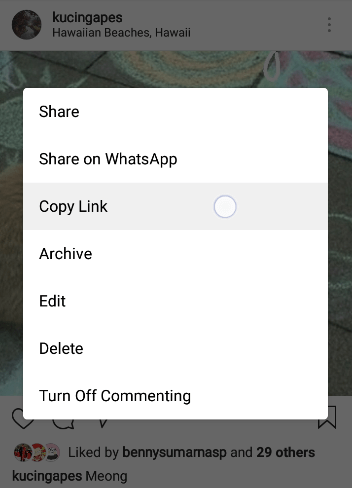 kucingapes
Hawaiian Beaches, Hawaii
Share
Share on WhatsApp
Copy Link
Archive
Edit
Delete
Turn Off Commenting
Liked by bennysumamasp and 29 others
kucingapes Meong